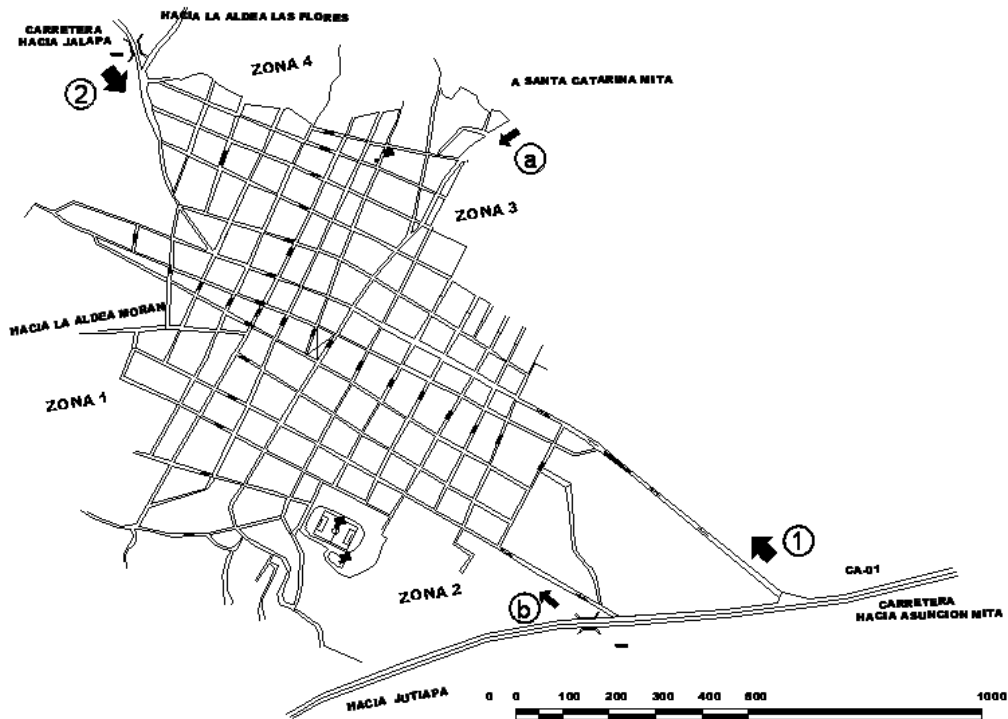 HACIA LA ALDEA LAS FLORES
CARRETERA
HACIA JALAPA
ZONA 4
2
A SANTA CATARINA MITA
a
ZONA 3
HACIA LA ALDEA MORAN
ZONA 1
1
ZONA 2
b
CA-01
CARRETERA
HACIA ASUNCION MITA
HACIA JUTIAPA
0 0 100 200 300 400 500 1000